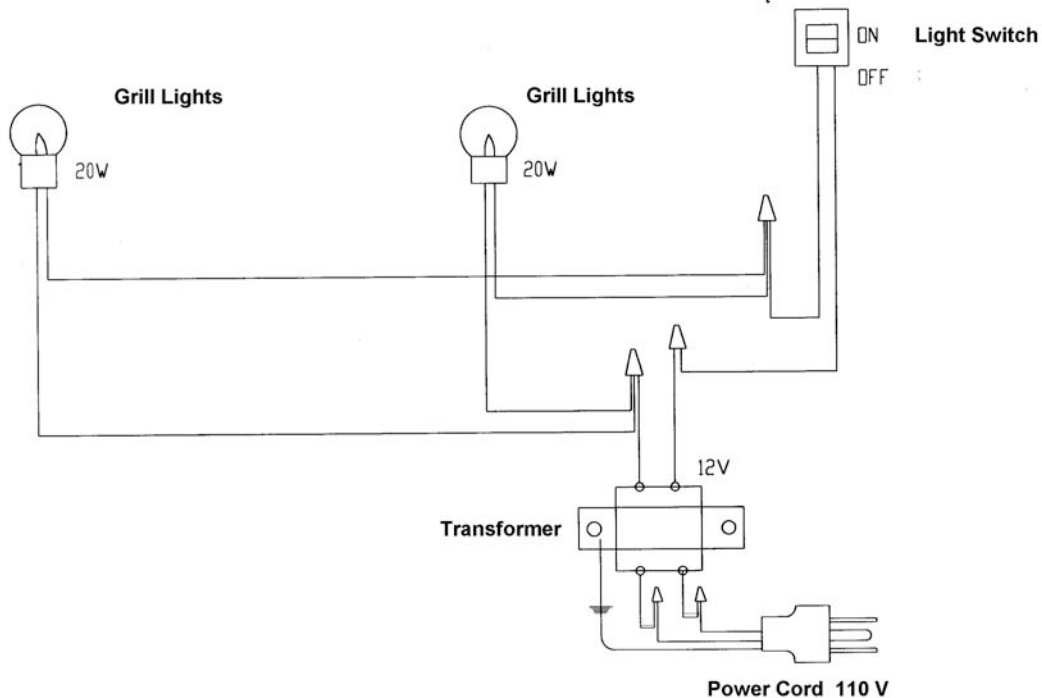 ON
Light Switch
OFF
Grill Lights
Grill Lights
20W
20W
12V
Transformer
Power Cord 110 V